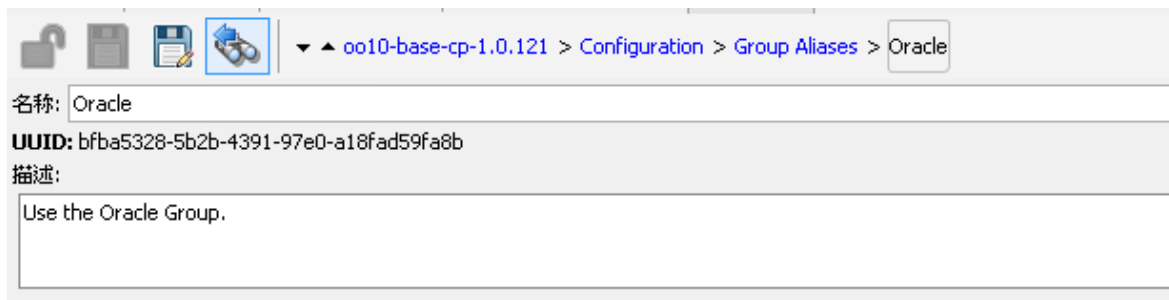 oo10-base-cp-1.0.121 > Configuration > Group Aliases > Oracle
名称: Oracle
UUID: bfba5328-5b2b-4391-97e0-a18fad59fa8b
描述:
Use the Oracle Group.